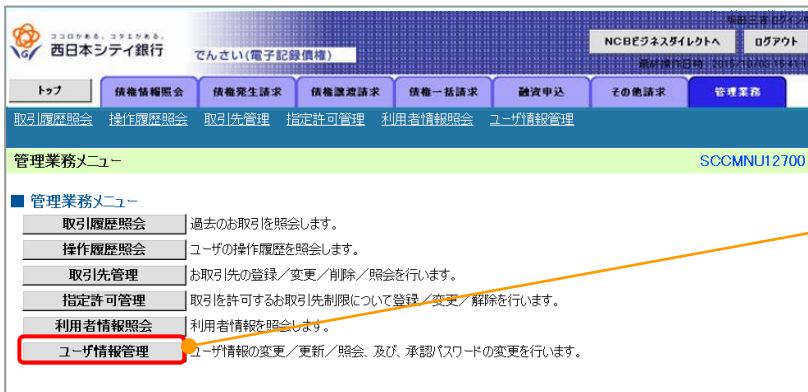 ココロがある。コタエがある。
西日本シティ銀行
でんさい(電子記録債権)
NCBビジネスダイレクトへ ログアウト
最終操作日時:2015/10/03 15:41:1
トップ 債権情報照会 債権発生請求 債権譲渡請求 債権一括請求 融資申込 その他請求 管理業務
取引履歴照会 操作履歴照会 取引先管理 指定許可管理 利用者情報照会 ユーザ情報管理
管理業務メニュー SCCMNU12700
■ 管理業務メニュー
取引履歴照会 過去のお取引を照会します。
操作履歴照会 ユーザの操作履歴を照会します。
取引先管理 お取引先の登録／変更／削除／照会を行います。
指定許可管理 取引を許可するお取引先制限について登録／変更／解除を行います。
利用者情報照会 利用者情報を照会します。
ユーザ情報管理 ユーザ情報の変更／更新／照会、及び、承認パスワードの変更を行います。